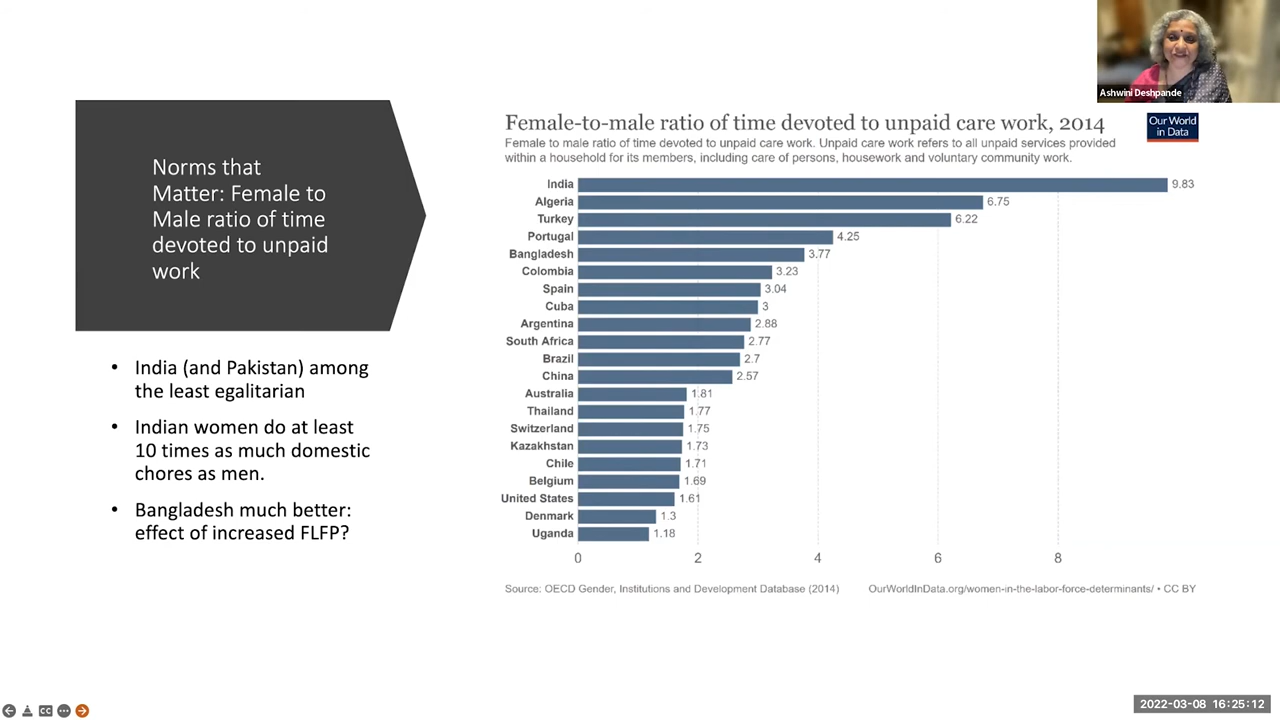 Ashwini Deshpande
Norms that
Matter: Female to
Male ratio of time
devoted to unpaid
work
• India (and Pakistan) among
the least egalitarian
• Indian women do at least
10 times as much domestic
chores as men.
• Bangladesh much better:
effect of increased FLFP?
Female-to-male ratio of time devoted to unpaid care work, 2014
Our World
in Data
Female to male ratio of time devoted to unpaid care work. Unpaid care work refers to all unpaid services provided
within a household for its members, including care of persons, housework and voluntary community work.
India 9.83
Algeria 6.75
Turkey 6.22
Portugal 4.25
Bangladesh 3.77
Colombia 3.23
Spain 3.04
Cuba 3
Argentina 2.88
South Africa 2.77
Brazil 2.7
China 2.57
Australia 1.81
Thailand 1.77
Switzerland 1.75
Kazakhstan 1.73
Chile 1.71
Belgium 1.69
United States 1.61
Denmark 1.3
Uganda 1.18
0 2 4 6 8
Source: OECD Gender, Institutions and Development Database (2014) OurWorldInData.org/women-in-the-labor-force-determinants/ • CC BY
CC
2022-03-08 16:25:12